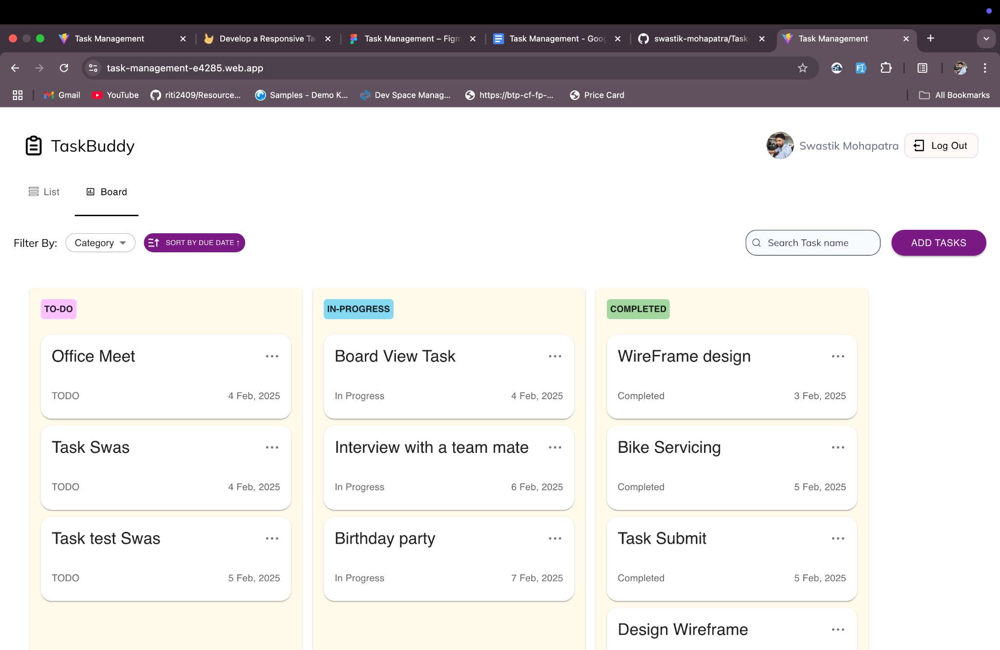 Task Management
Develop a Responsive Ta
Task Management – Figm
Task Management - Goog
swastik-mohapatra/Task-
Task Management
task-management-e4285.web.app
Gmail
YouTube
riti2409/Resource...
Samples - Demo K...
Dev Space Manag...
https://btp-cf-fp-...
Price Card
All Bookmarks
TaskBuddy
Swastik Mohapatra
Log Out
List
Board
Filter By:
Category
SORT BY DUE DATE ↑
Search Task name
ADD TASKS
TO-DO
Office Meet
TODO
4 Feb, 2025
Task Swas
TODO
4 Feb, 2025
Task test Swas
TODO
5 Feb, 2025
IN-PROGRESS
Board View Task
In Progress
4 Feb, 2025
Interview with a team mate
In Progress
6 Feb, 2025
Birthday party
In Progress
7 Feb, 2025
COMPLETED
WireFrame design
Completed
3 Feb, 2025
Bike Servicing
Completed
5 Feb, 2025
Task Submit
Completed
5 Feb, 2025
Design Wireframe